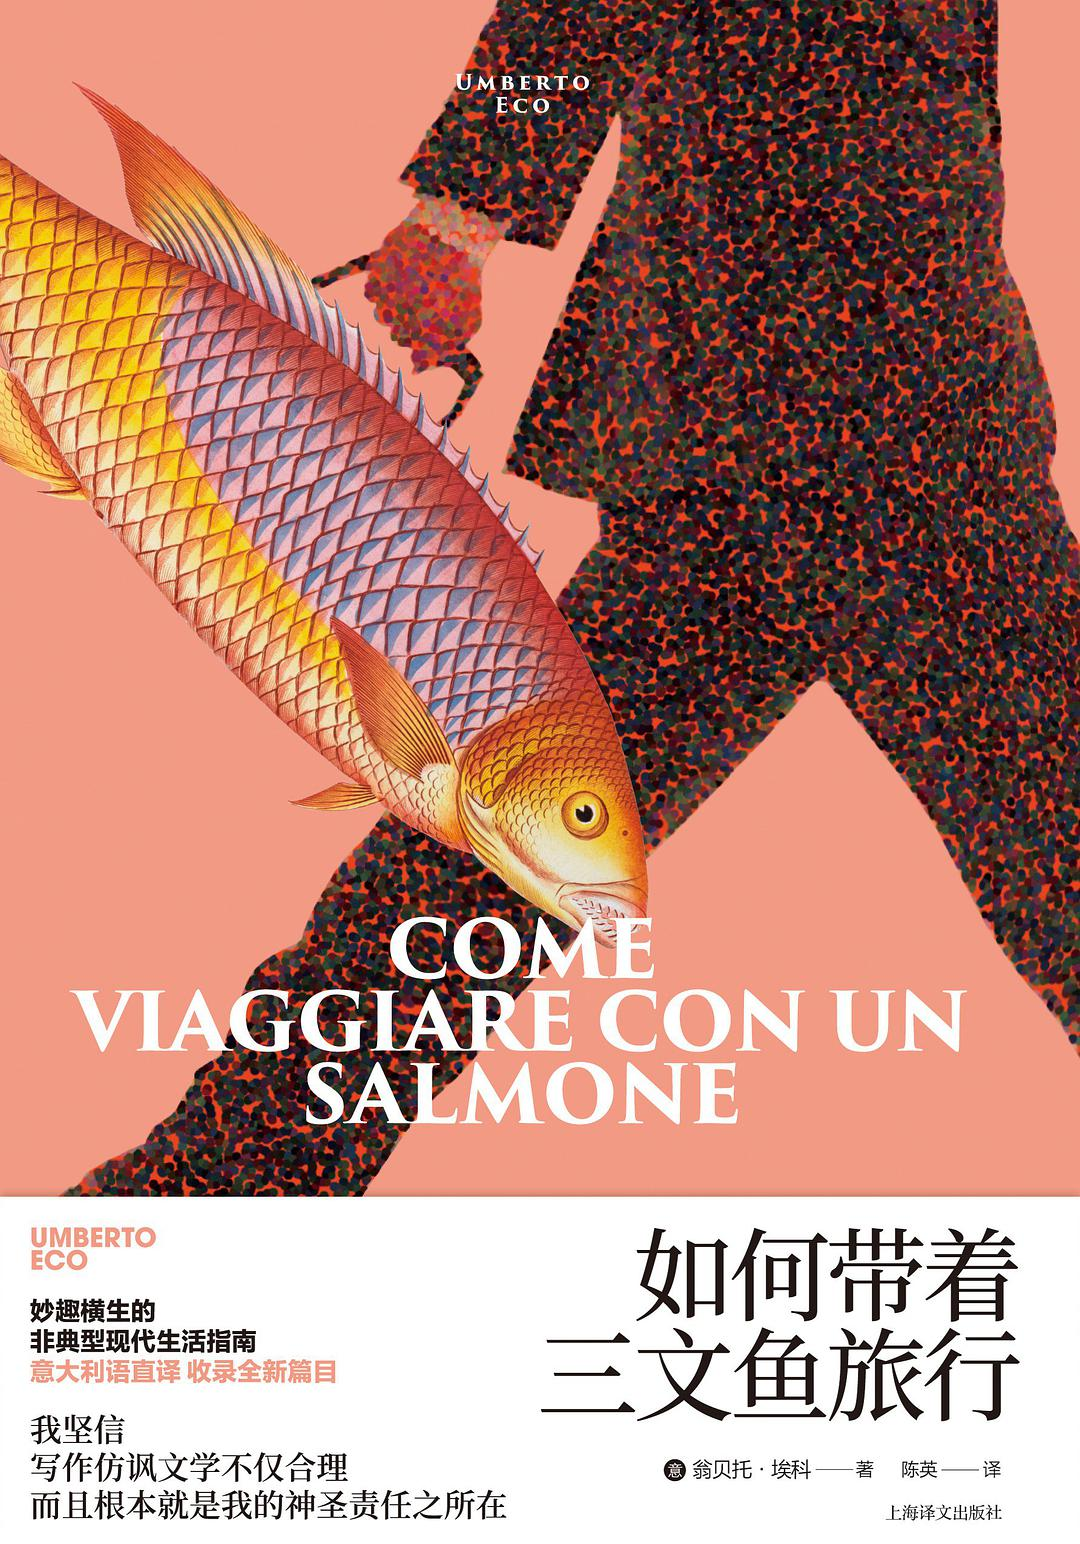 UMBERTO
ECO
COME
VIAGGIARE CON UN
SALMONE
UMBERTO
ECO
妙趣横生的
非典型现代生活指南
意大利语直译 收录全新篇目
我坚信
写作仿讽文学不仅合理
而且根本就是我的神圣责任之所在
如何带着
三文鱼旅行
意 翁贝托·埃科——著 陈英——译
上海译文出版社